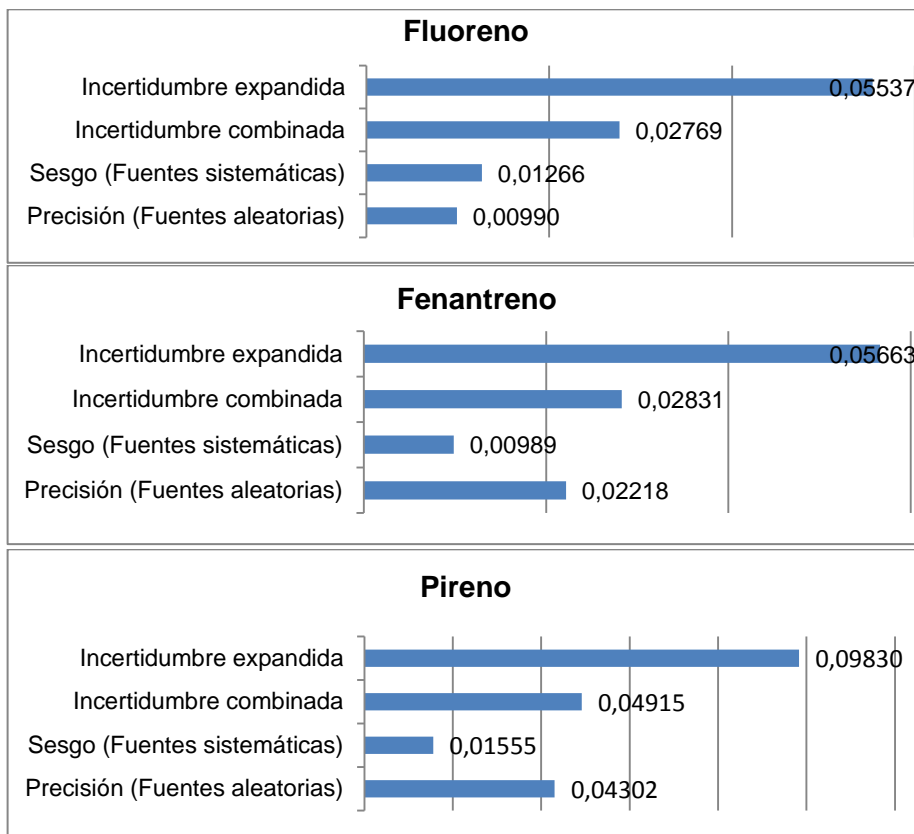 Fluoreno
Incertidumbre expandida 0,05537
Incertidumbre combinada 0,02769
Sesgo (Fuentes sistemáticas) 0,01266
Precisión (Fuentes aleatorias) 0,00990
Fenantreno
Incertidumbre expandida 0,05663
Incertidumbre combinada 0,02831
Sesgo (Fuentes sistemáticas) 0,00989
Precisión (Fuentes aleatorias) 0,02218
Pireno
Incertidumbre expandida 0,09830
Incertidumbre combinada 0,04915
Sesgo (Fuentes sistemáticas) 0,01555
Precisión (Fuentes aleatorias) 0,04302